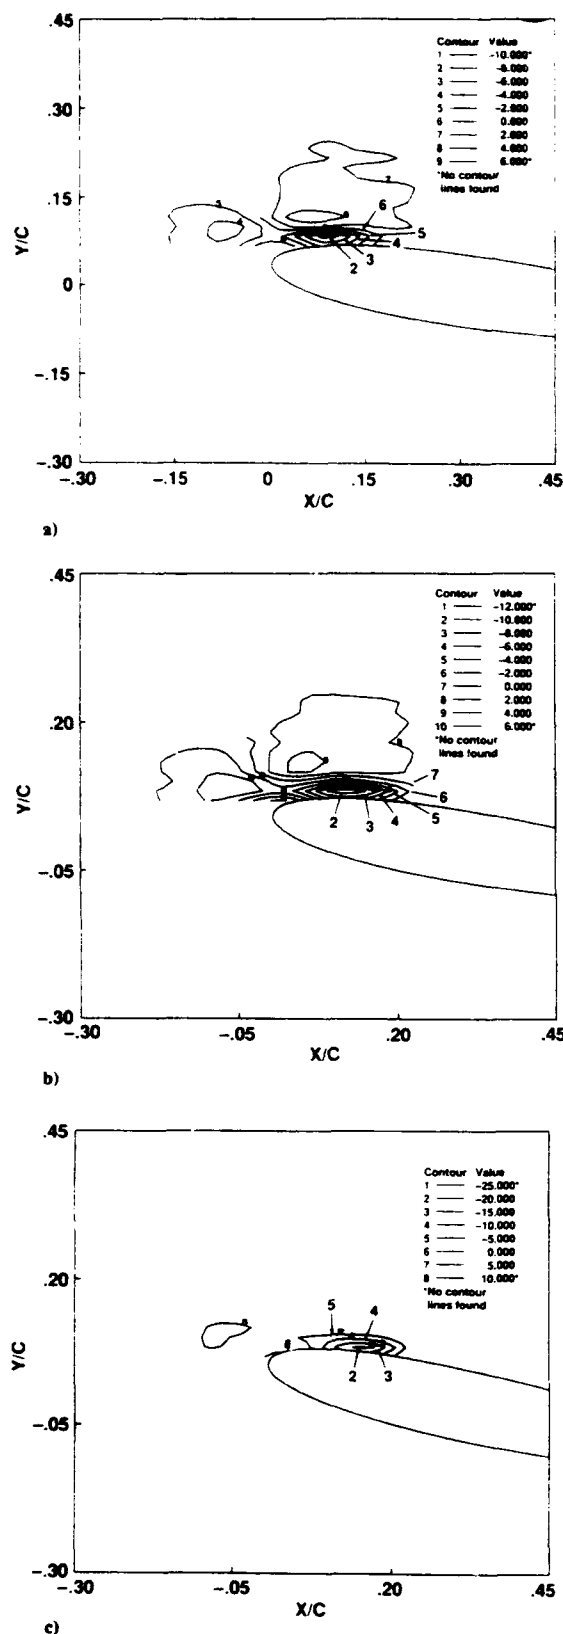 .45
Contour Value
1 -10.000*
2 -8.000
3 -6.000
4 -4.000
5 -2.000
6 0.000
7 2.000
8 4.000
9 6.000*
*No contour
lines found
.30
.15
0
-.15
-.30
Y/C
6
5
4
3
2
-.30 -.15 0 .15 .30 .45
X/C
a)
.45
Contour Value
1 -12.000*
2 -10.000
3 -8.000
4 -6.000
5 -4.000
6 -2.000
7 0.000
8 2.000
9 4.000
10 6.000*
*No contour
lines found
.20
-.05
-.30
Y/C
7
6
5
4
3
2
-.30 -.05 .20 .45
X/C
b)
.45
Contour Value
1 -25.000*
2 -20.000
3 -15.000
4 -10.000
5 -5.000
6 0.000
7 5.000
8 10.000*
*No contour
lines found
.20
-.05
-.30
Y/C
5
4
2
3
-.30 -.05 .20 .45
X/C
c)